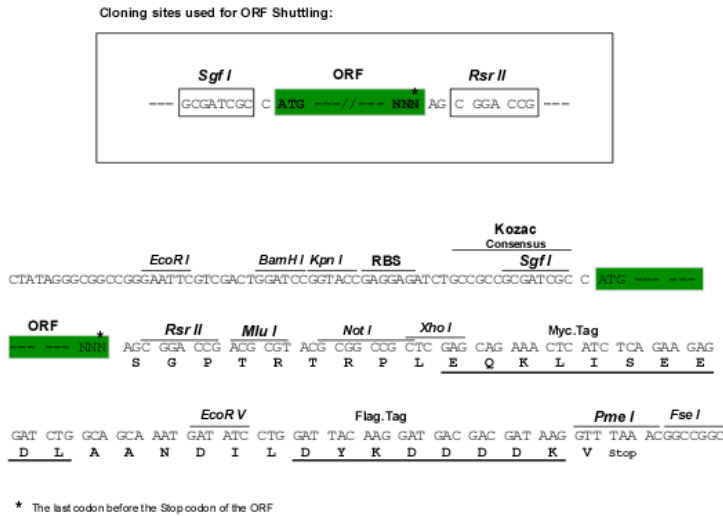 Cloning sites used for ORF Shuttling:
Sgf I ORF Rsr II
*
--- GCGATCGC C ATG ---//--- NNN AG C GGA CCG ---
Kozac
Consensus
EcoR I BamH I Kpn I RBS Sgf I
CTATAGGGCGGCCGGGAATTCGTCGACTGGATCCGGTACCGAGGAGATCTGCCGCCGCGATCGC C ATG --- ---
ORF
* Rsr II Mlu I Not I Xho I Myc.Tag
--- --- NNN AGC GGA CCG ACG CGT ACG CGG CCG CTC GAG CAG AAA CTC ATC TCA GAA GAG
S G P T R T R P L E Q K L I S E E
EcoR V Flag.Tag Pme I Fse I
GAT CTG GCA GCA AAT GAT ATC CTG GAT TAC AAG GAT GAC GAC GAT AAG GTT TAA ACGGCCGGC
D L A A N D I L D Y K D D D D K V Stop
* The last codon before the Stop codon of the ORF